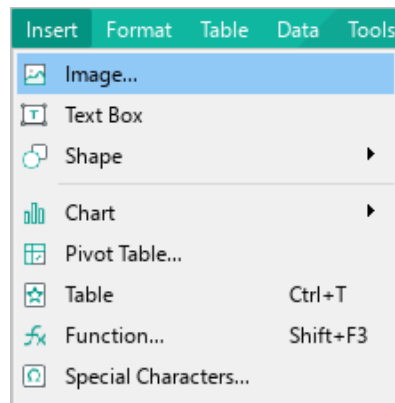 Insert Format Table Data Tools
Image...
Text Box
Shape
Chart
Pivot Table...
Table Ctrl+T
Function... Shift+F3
Special Characters...